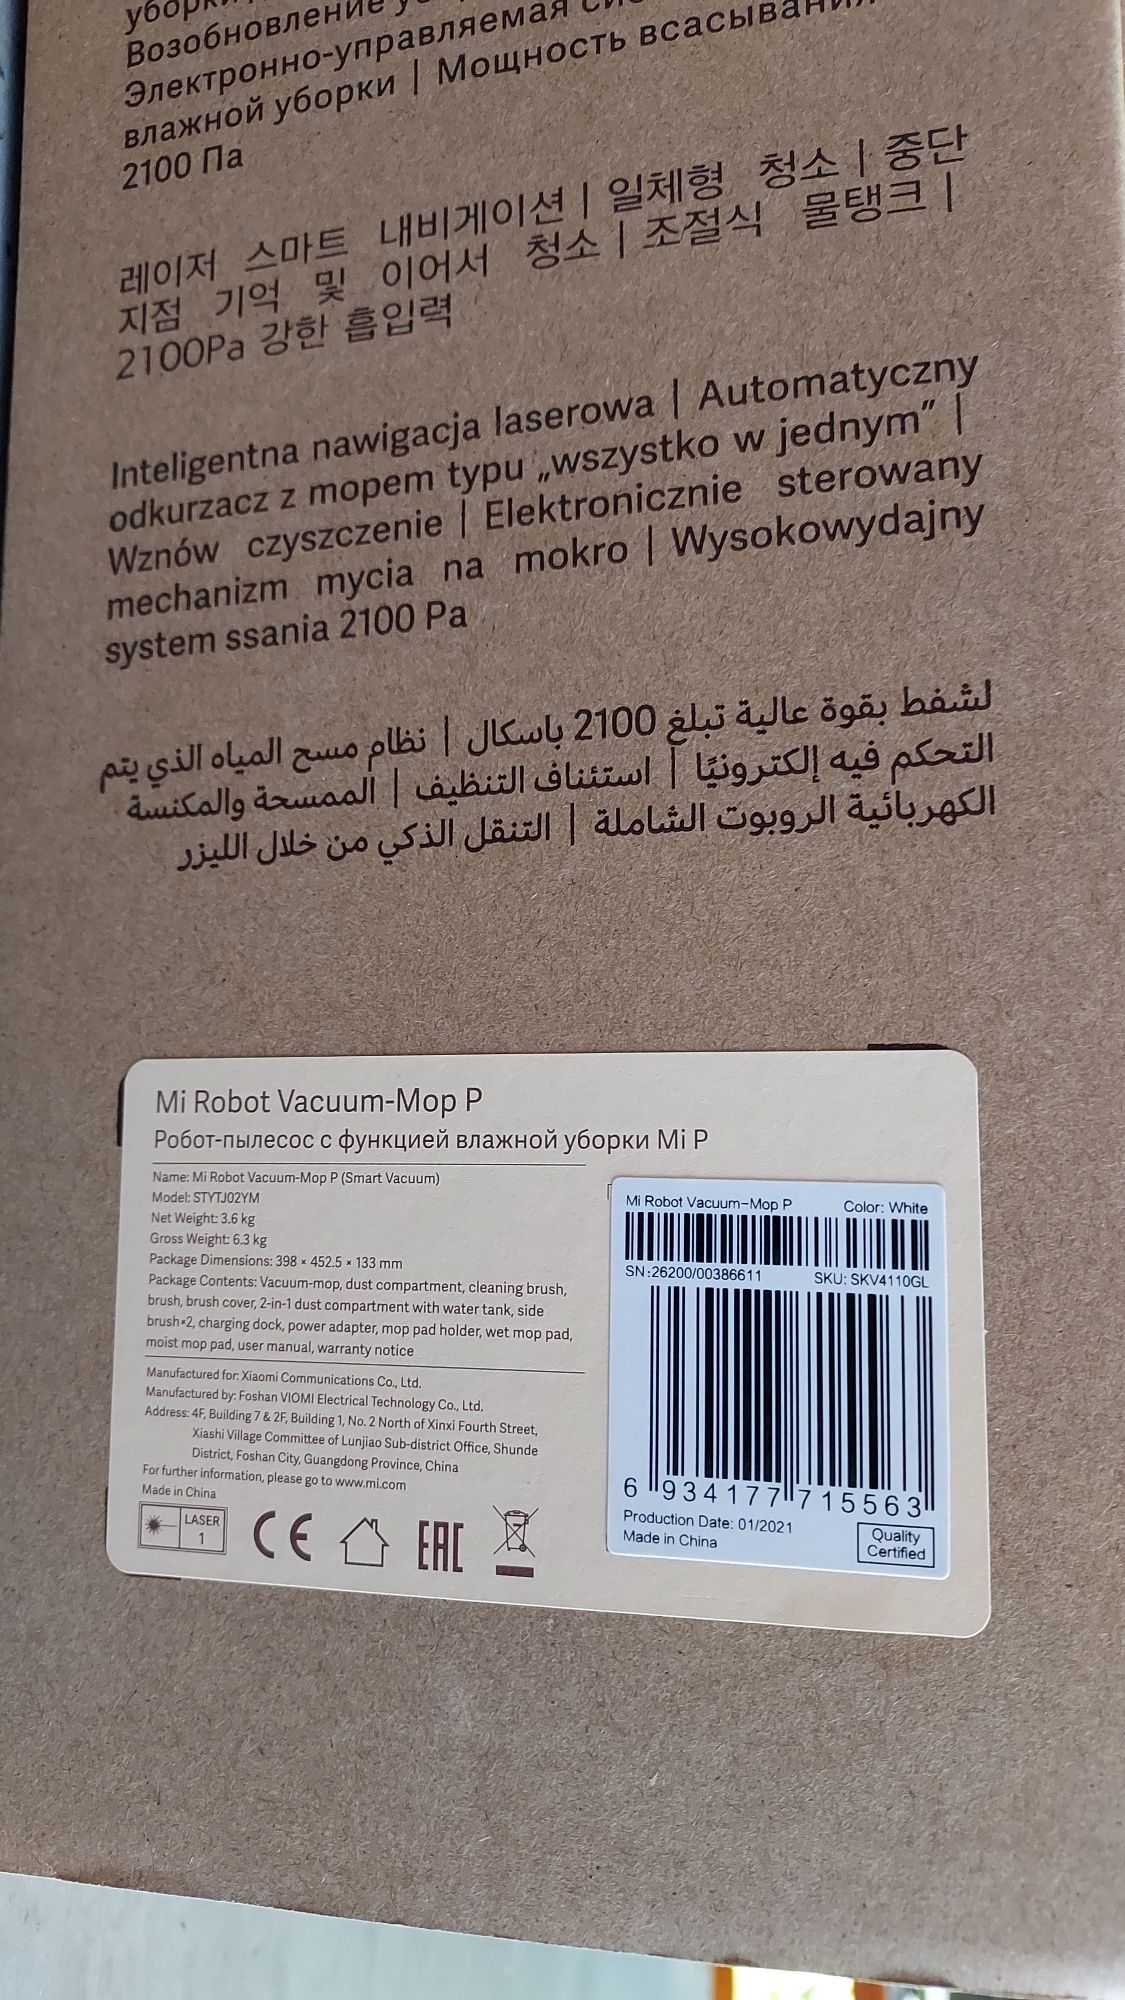 Возобновление
Электронно-управляемая
влажной уборки | Мощность всасывания
2100 Па
레이저 스마트 내비게이션 | 일체형 청소 | 중단
지점 기억 및 이어서 청소 | 조절식 물탱크 |
2100Pa 강한 흡입력
Inteligentna nawigacja laserowa | Automatyczny
odkurzacz z mopem typu „wszystko w jednym” |
Wznów czyszczenie | Elektronicznie sterowany
mechanizm mycia na mokro | Wysokowydajny
system ssania 2100 Pa
لشفط بقوة عالية تبلغ 2100 باسكال | نظام مسح المياه الذي يتم
التحكم فيه إلكترونيًا | استئناف التنظيف | الممسحة والمكنسة
الكهربائية الروبوت الشاملة | التنقل الذكي من خلال الليزر
Mi Robot Vacuum-Mop P
Робот-пылесос с функцией влажной уборки Mi P
Name: Mi Robot Vacuum-Mop P (Smart Vacuum)
Model: STYTJ02YM
Net Weight: 3.6 kg
Gross Weight: 6.3 kg
Package Dimensions: 398 × 452.5 × 133 mm
Package Contents: Vacuum-mop, dust compartment, cleaning brush,
brush, brush cover, 2-in-1 dust compartment with water tank, side
brush×2, charging dock, power adapter, mop pad holder, wet mop pad,
moist mop pad, user manual, warranty notice
Manufactured for: Xiaomi Communications Co., Ltd.
Manufactured by: Foshan VIOMI Electrical Technology Co., Ltd.
Address: 4F, Building 7 & 2F, Building 1, No. 2 North of Xinxi Fourth Street,
Xiashi Village Committee of Lunjiao Sub-district Office, Shunde
District, Foshan City, Guangdong Province, China
For further information, please go to www.mi.com
Made in China
LASER
1
CE
EAC
Mi Robot Vacuum-Mop P Color: White
SN:26200/00386611 SKU: SKV4110GL
6 934177 715563
Production Date: 01/2021
Made in China
Quality
Certified